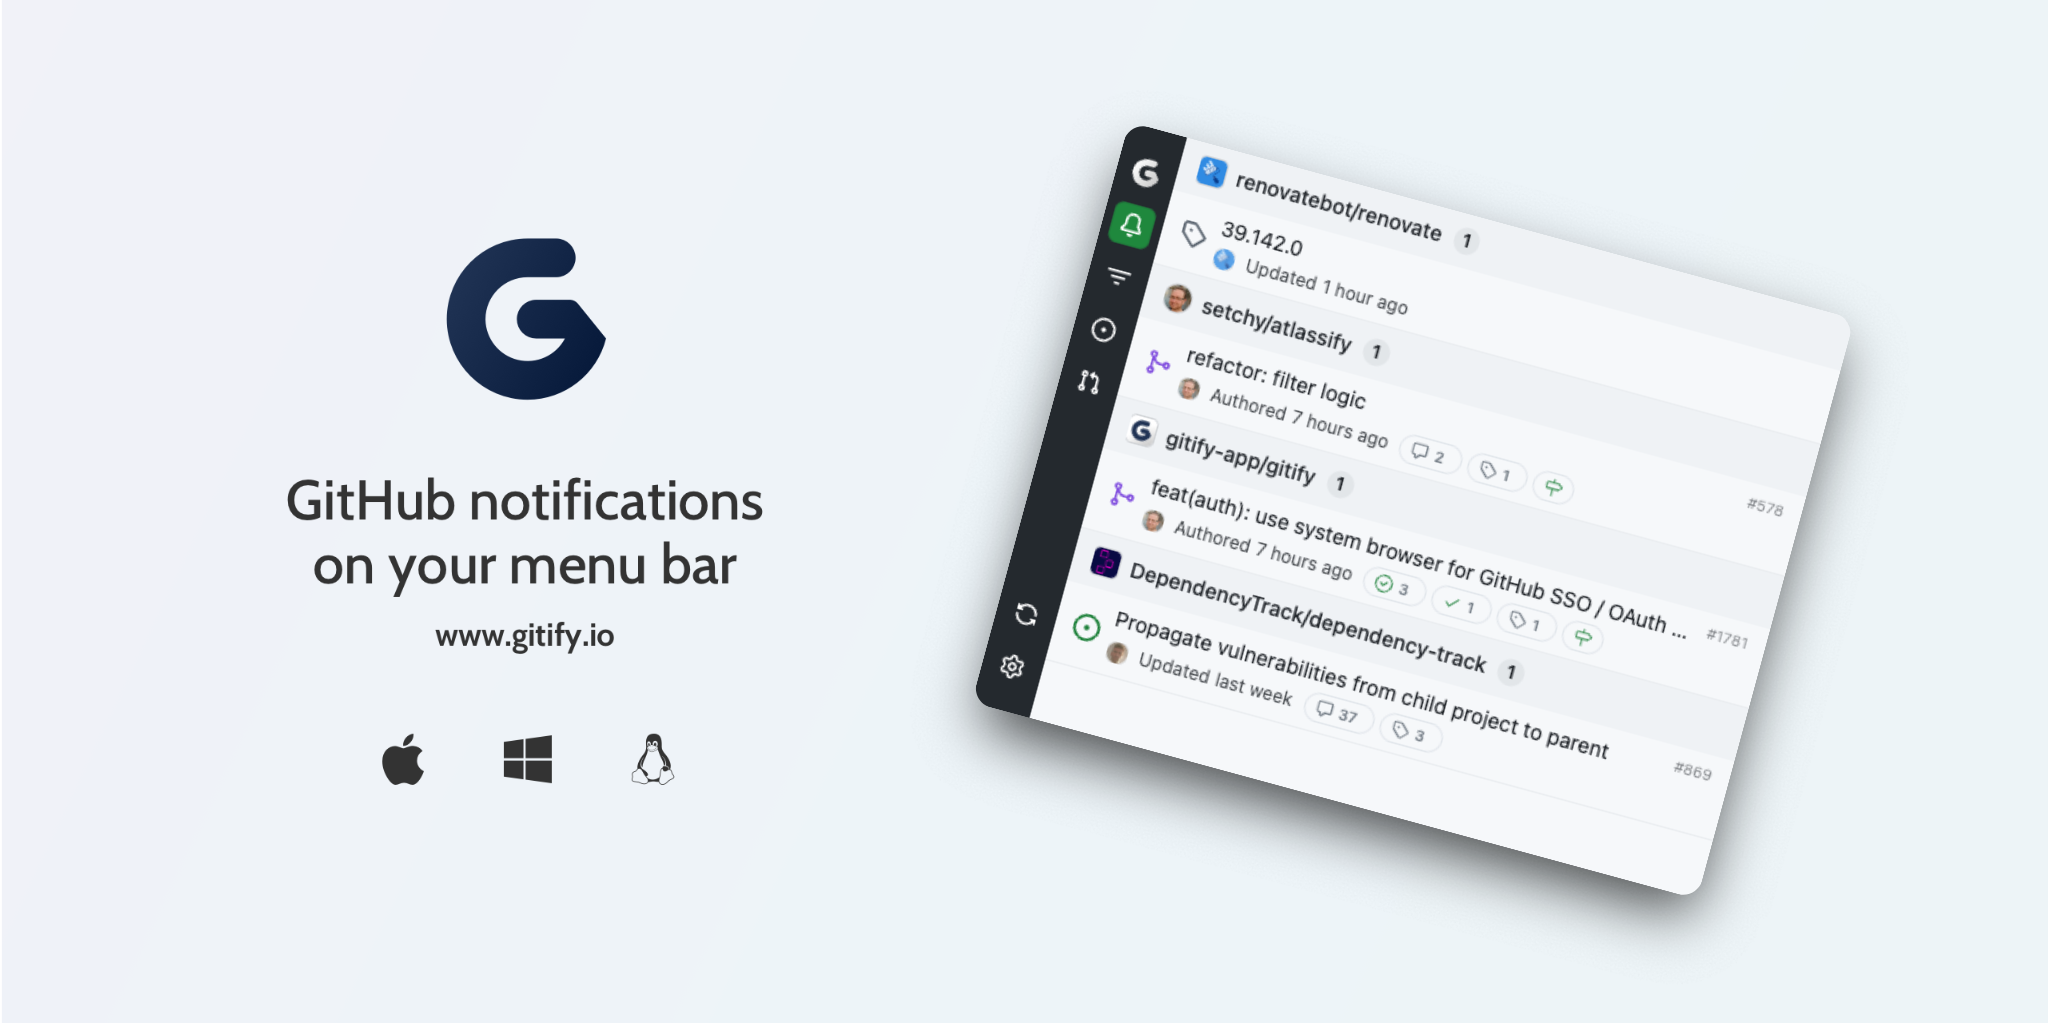 GitHub notifications
on your menu bar
www.gitify.io
renovatebot/renovate 1
39.142.0
Updated 1 hour ago
setchy/atlassify 1
refactor: filter logic
#578
Authored 7 hours ago 2 1
gitify-app/gitify 1
feat(auth): use system browser for GitHub SSO / OAuth ...
#1781
Authored 7 hours ago 3 1 1
DependencyTrack/dependency-track 1
Propagate vulnerabilities from child project to parent
#869
Updated last week 37 3